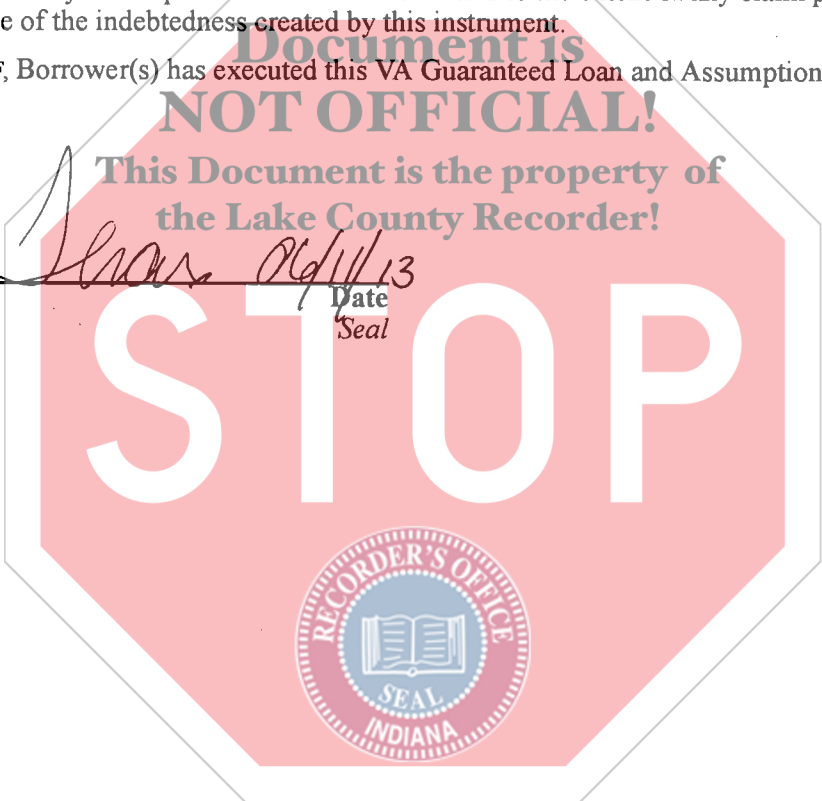 e of the indebtedness created by this instrument.
Document is
, Borrower(s) has executed this VA Guaranteed Loan and Assumption
NOT OFFICIAL!
This Document is the property of
the Lake County Recorder!
06/11/13
Date
Seal
STOP
RECORDER'S OFFICE
SEAL
INDIANA